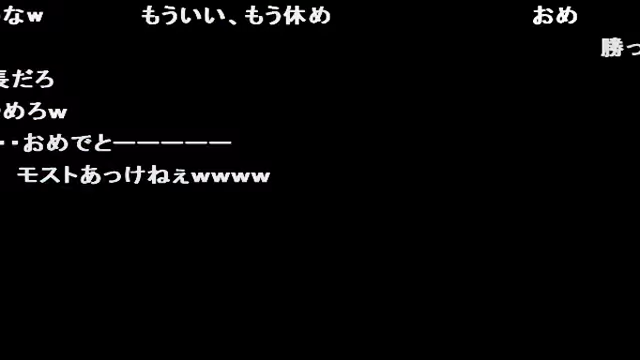 なw もういい、もう休め おめ
勝っ
長だろ
めろw
・・おめでとーーーーー
モストあっけねぇwwww